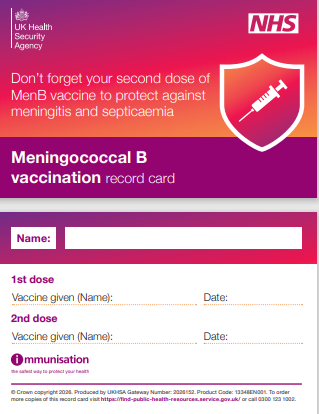 UK Health
Security
Agency
NHS
Don't forget your second dose of
MenB vaccine to protect against
meningitis and septicaemia
Meningococcal B
vaccination record card
Name:
1st dose
Vaccine given (Name): Date:
2nd dose
Vaccine given (Name): Date:
immunisation
the safest way to protect your health
© Crown copyright 2026. Produced by UKHSA Gateway Number: 2026152. Product Code: 13348EN001. To order
more copies of this record card visit https://find-public-health-resources.service.gov.uk/ or call 0300 123 1002.